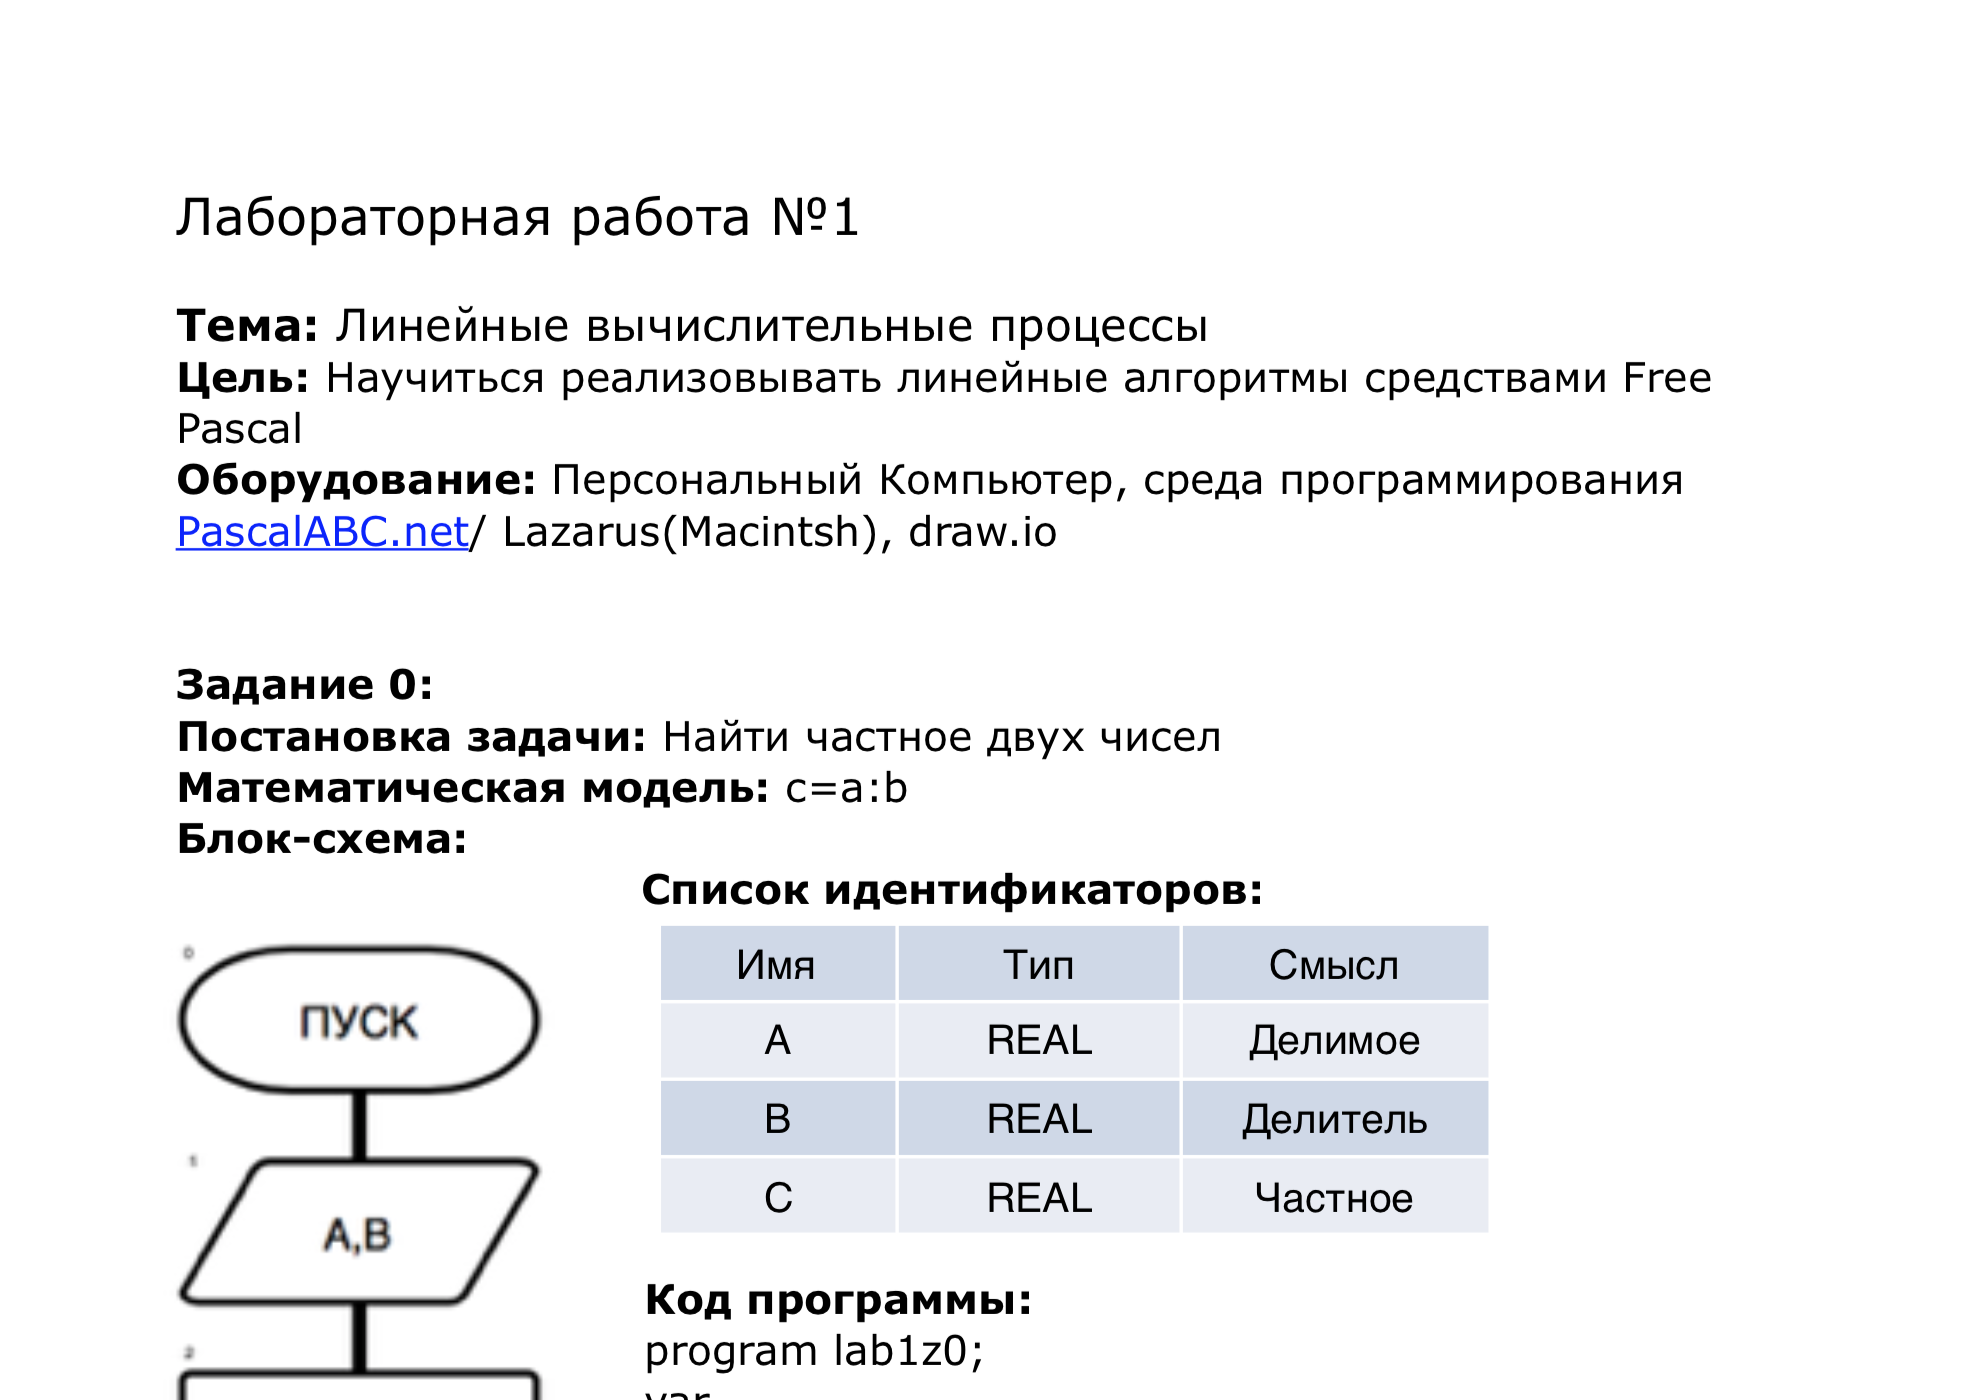 Лабораторная работа №1
Тема: Линейные вычислительные процессы
Цель: Научиться реализовывать линейные алгоритмы средствами Free
Pascal
Оборудование: Персональный Компьютер, среда программирования
PascalABC.net/ Lazarus(Macintsh), draw.io
Задание 0:
Постановка задачи: Найти частное двух чисел
Математическая модель: c=a:b
Блок-схема:
0
ПУСК
1
A,B
2
Список идентификаторов:
Имя Тип Смысл
A REAL Делимое
B REAL Делитель
C REAL Частное
Код программы:
program lab1z0;
var